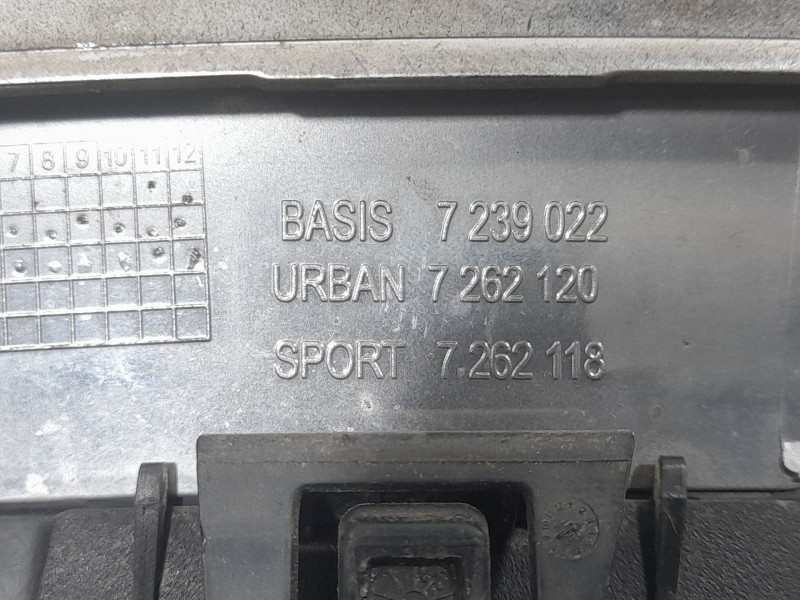 7 8 9 10 11 12
BASIS 7 239 022
URBAN 7 262 120
SPORT 7.262 118